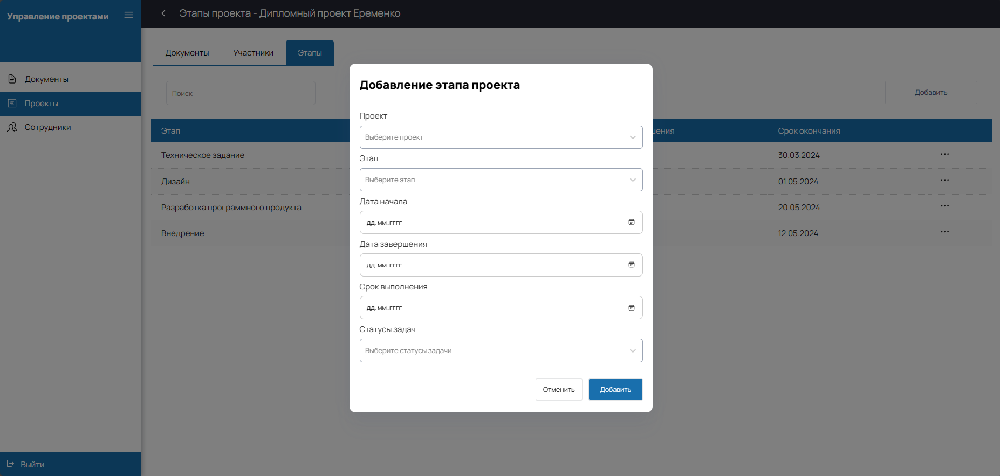 Управление проектами
Этапы проекта - Дипломный проект Еременко
Документы
Участники
Этапы
Документы
Проекты
Сотрудники
Поиск
Добавить
Этап
Срок окончания
Техническое задание
30.03.2024
Дизайн
01.05.2024
Разработка программного продукта
20.05.2024
Внедрение
12.05.2024
Добавление этапа проекта
Проект
Выберите проект
Этап
Выберите этап
Дата начала
дд.мм.гггг
Дата завершения
дд.мм.гггг
Срок выполнения
дд.мм.гггг
Статусы задач
Выберите статусы задачи
Отменить
Добавить
Выйти